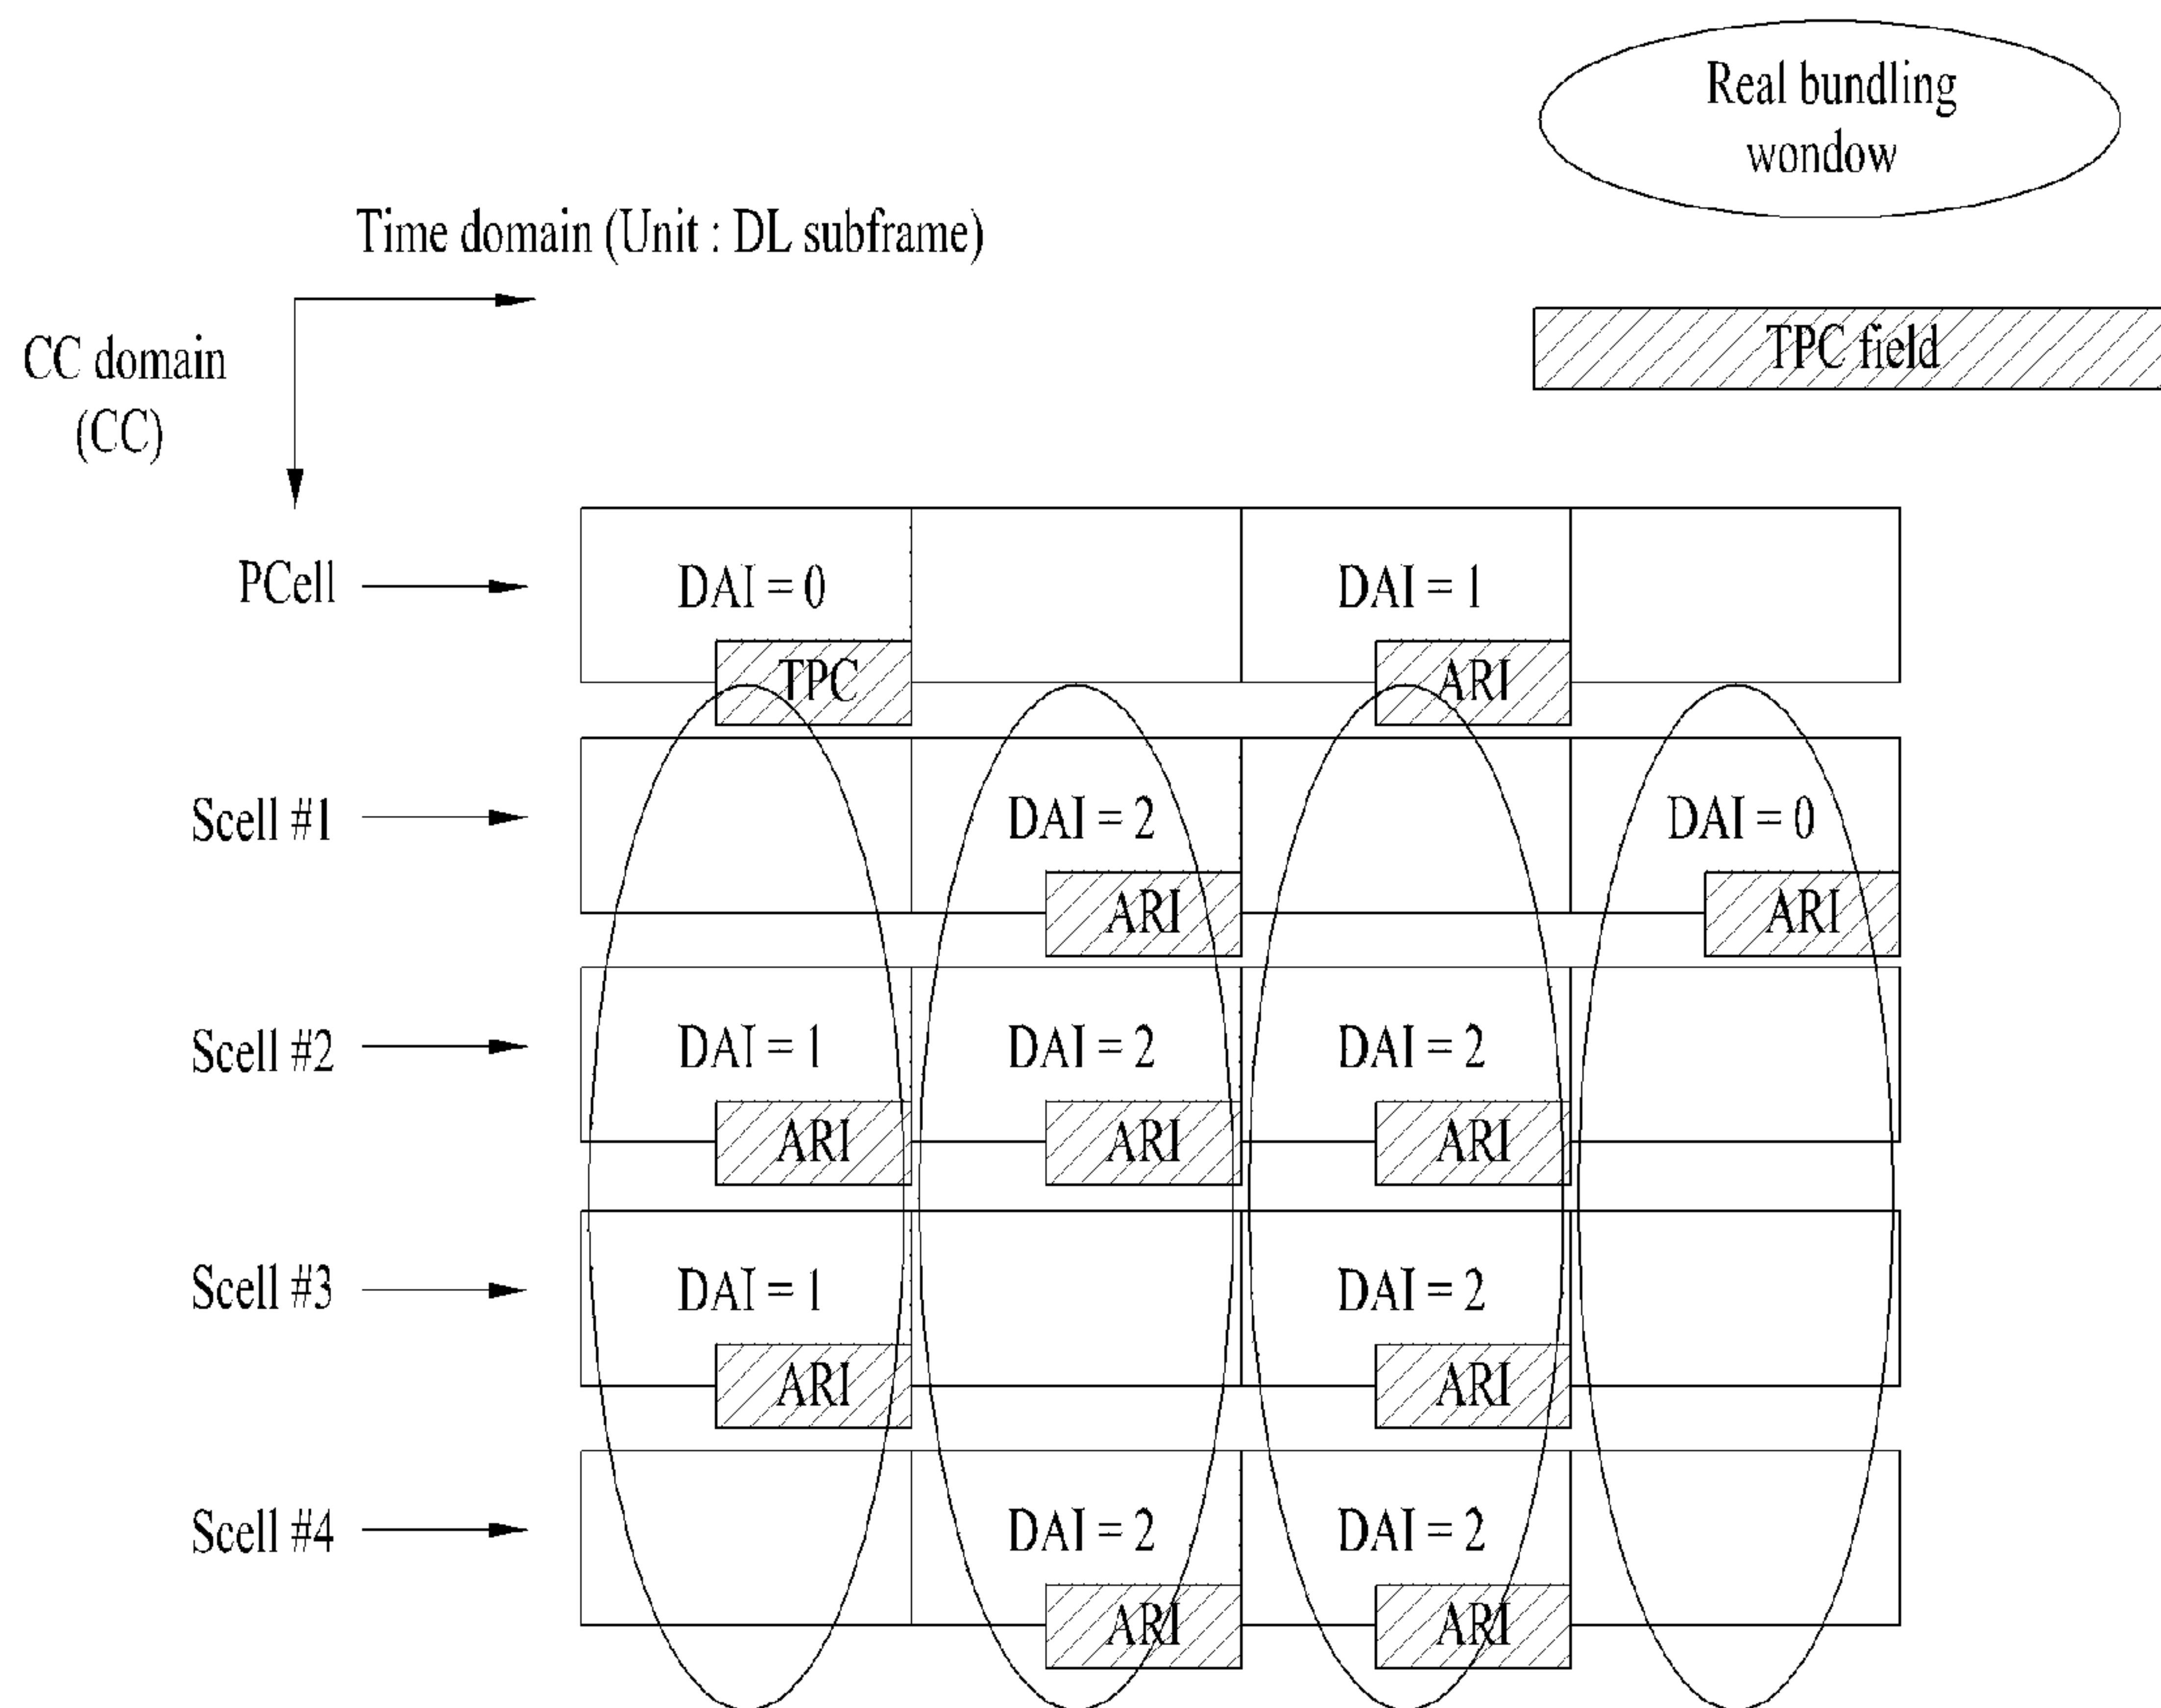 Real bundling
wondow
Time domain (Unit : DL subframe)
TPC field
CC domain
(CC)
PCell
DAI = 0
DAI = 1
TPC
ARI
Scell #1
DAI = 2
DAI = 0
ARI
ARI
Scell #2
DAI = 1
DAI = 2
DAI = 2
ARI
ARI
ARI
Scell #3
DAI = 1
DAI = 2
ARI
ARI
Scell #4
DAI = 2
DAI = 2
ARI
ARI